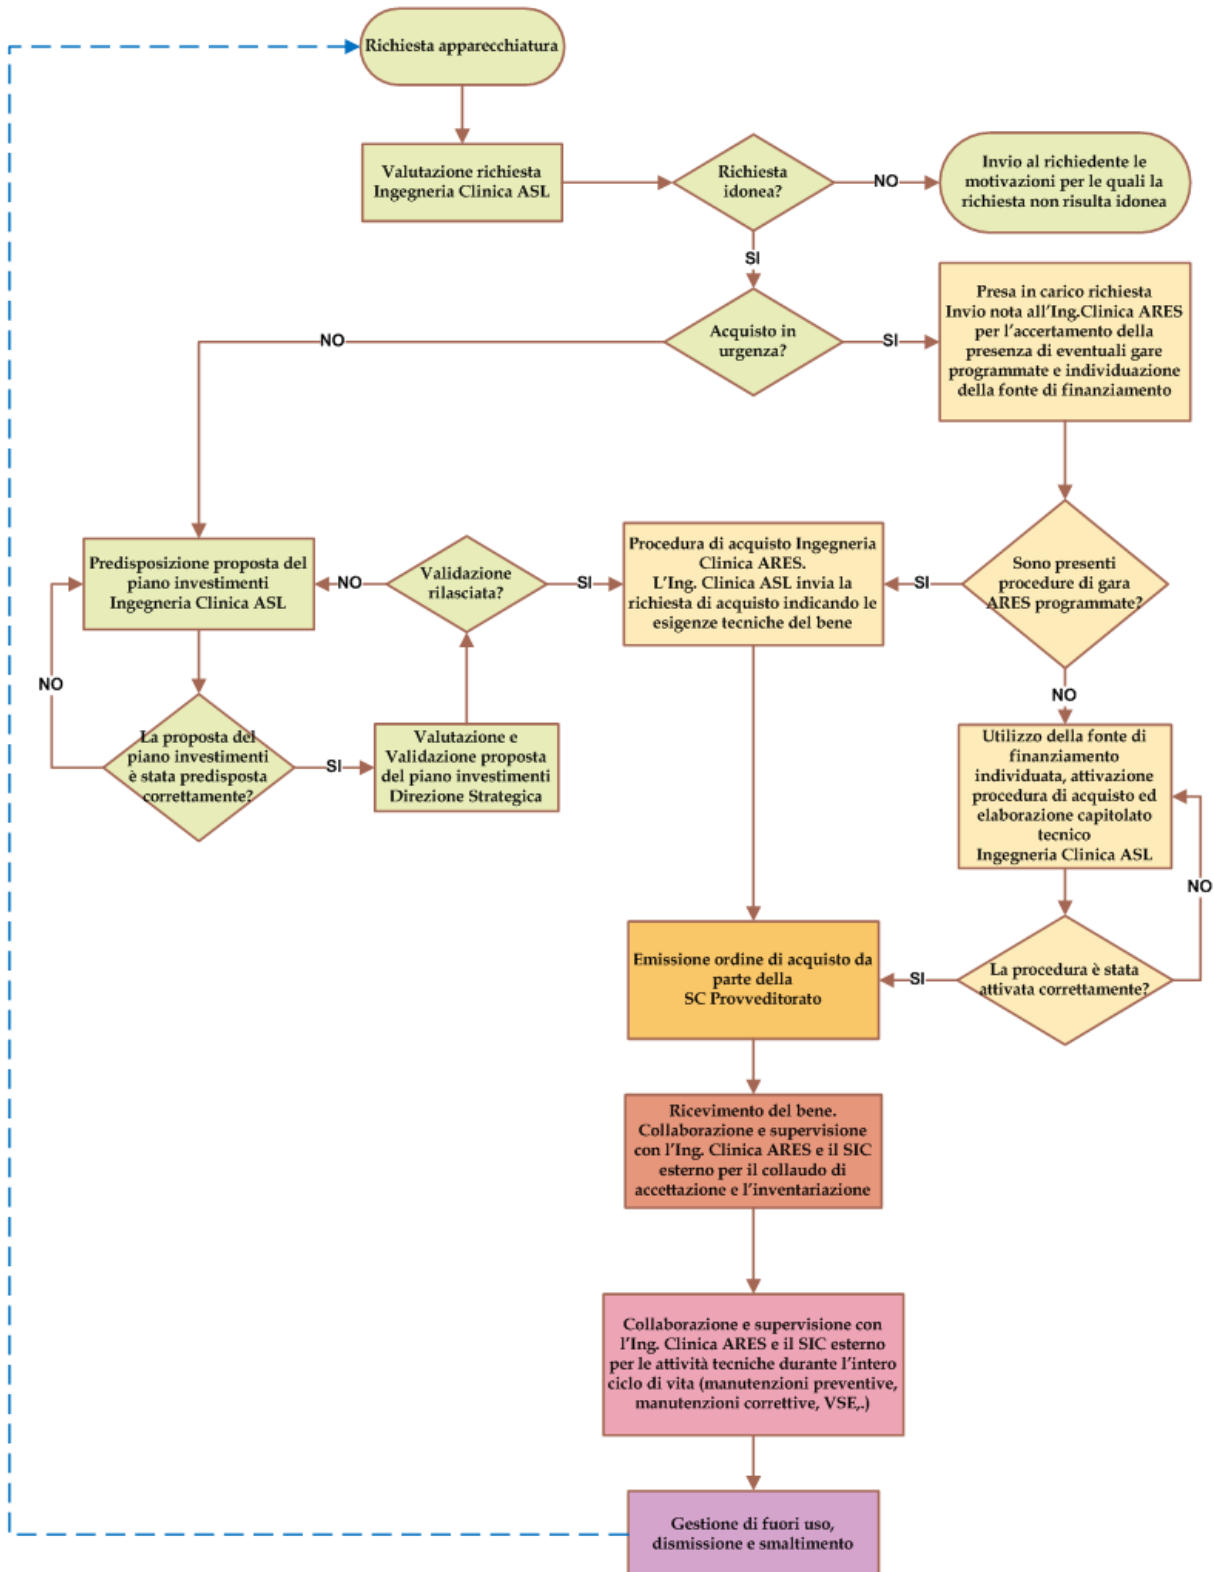 Richiesta apparecchiatura
Valutazione richiesta
Ingegneria Clinica ASL
Richiesta
idonea?
NO
Invio al richiedente le
motivazioni per le quali la
richiesta non risulta idonea
SI
Acquisto in
urgenza?
NO
SI
Presa in carico richiesta
Invio nota all'Ing.Clinica ARES
per l'accertamento della
presenza di eventuali gare
programmate e individuazione
della fonte di finanziamento
Predisposizione proposta del
piano investimenti
Ingegneria Clinica ASL
NO
Validazione
rilasciata?
SI
Procedura di acquisto Ingegneria
Clinica ARES.
L'Ing. Clinica ASL invia la
richiesta di acquisto indicando le
esigenze tecniche del bene
SI
Sono presenti
procedure di gara
ARES programmate?
NO
NO
La proposta del
piano investimenti
è stata predisposta
correttamente?
SI
Valutazione e
Validazione proposta
del piano investimenti
Direzione Strategica
Utilizzo della fonte di
finanziamento
individuata, attivazione
procedura di acquisto ed
elaborazione capitolato
tecnico
Ingegneria Clinica ASL
NO
Emissione ordine di acquisto da
parte della
SC Provveditorato
SI
La procedura è stata
attivata correttamente?
Ricevimento del bene.
Collaborazione e supervisione
con l'Ing. Clinica ARES e il SIC
esterno per il collaudo di
accettazione e l'inventariazione
Collaborazione e supervisione con
l'Ing. Clinica ARES e il SIC esterno
per le attività tecniche durante l'intero
ciclo di vita (manutenzioni preventive,
manutenzioni correttive, VSE,.)
Gestione di fuori uso,
dismissione e smaltimento